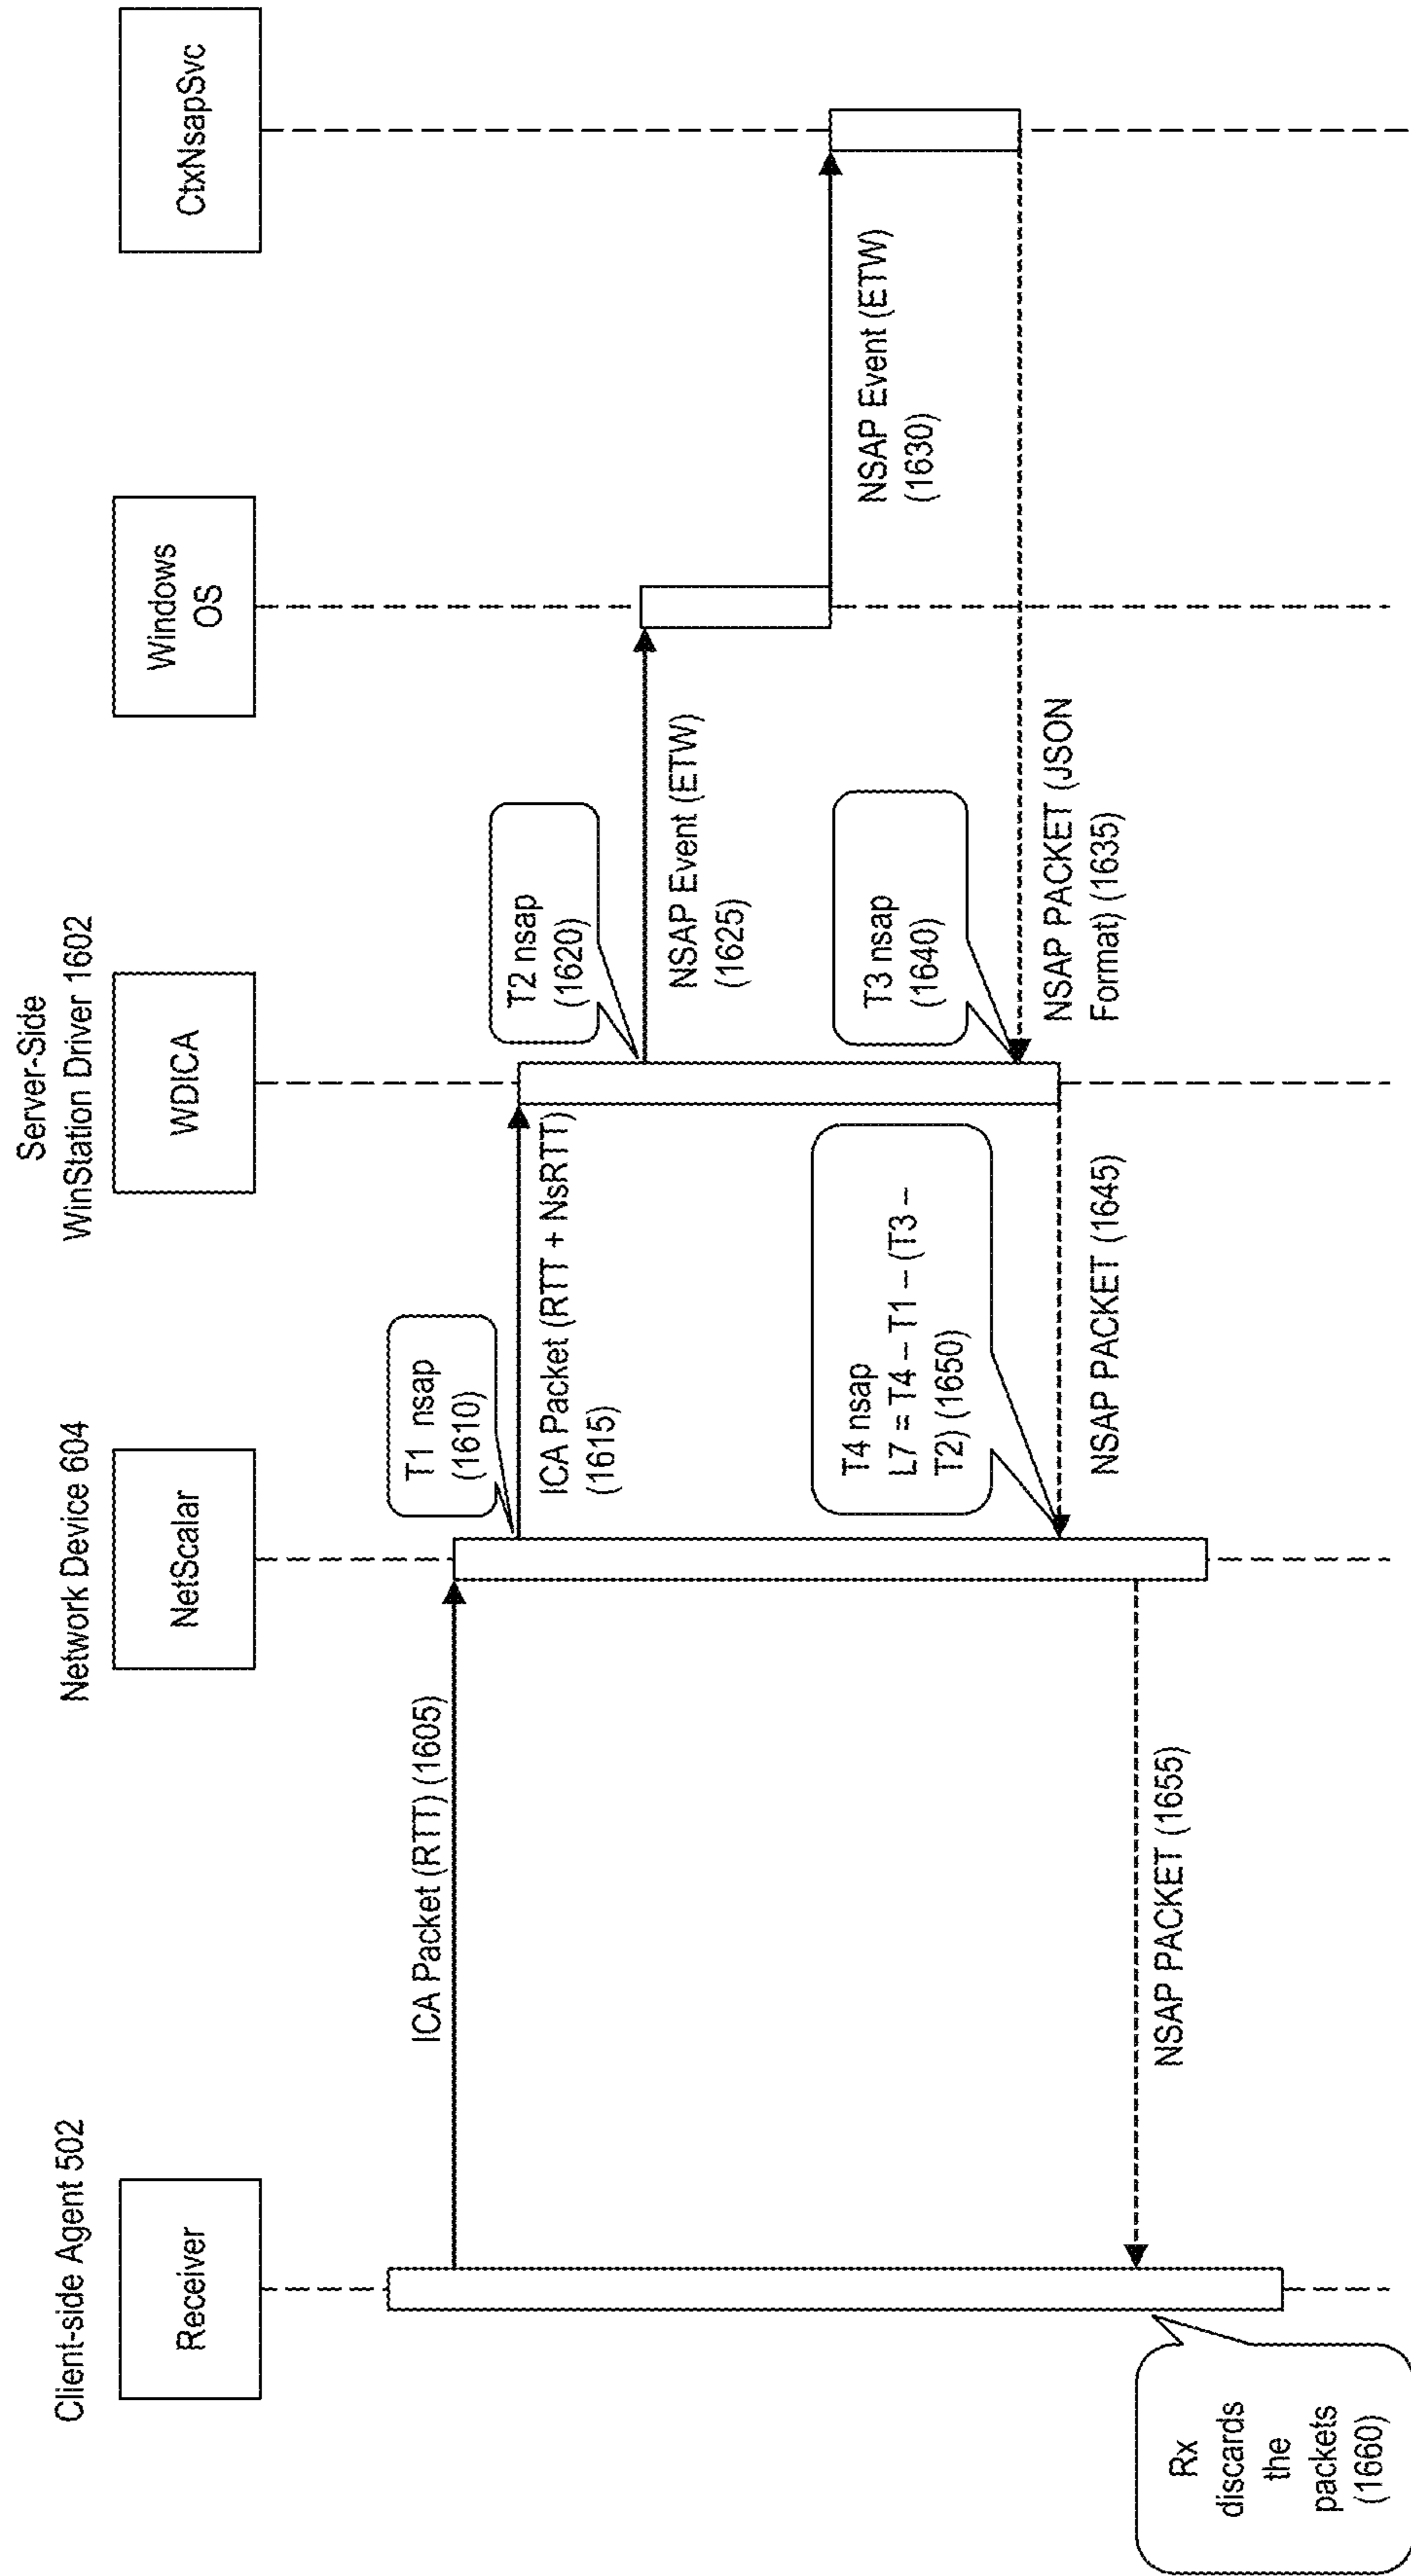 Client-side Agent 502
Receiver
Network Device 604
NetScalar
Server-Side
WinStation Driver 1602
WDICA
Windows
OS
CtxNsapSvc
ICA Packet (RTT) (1605)
T1 nsap
(1610)
ICA Packet (RTT + NsRTT)
(1615)
T2 nsap
(1620)
NSAP Event (ETW)
(1625)
NSAP Event (ETW)
(1630)
NSAP PACKET (JSON
Format) (1635)
T3 nsap
(1640)
NSAP PACKET (1645)
T4 nsap
L7 = T4 – T1 – (T3 –
T2) (1650)
NSAP PACKET (1655)
Rx
discards
the
packets
(1660)